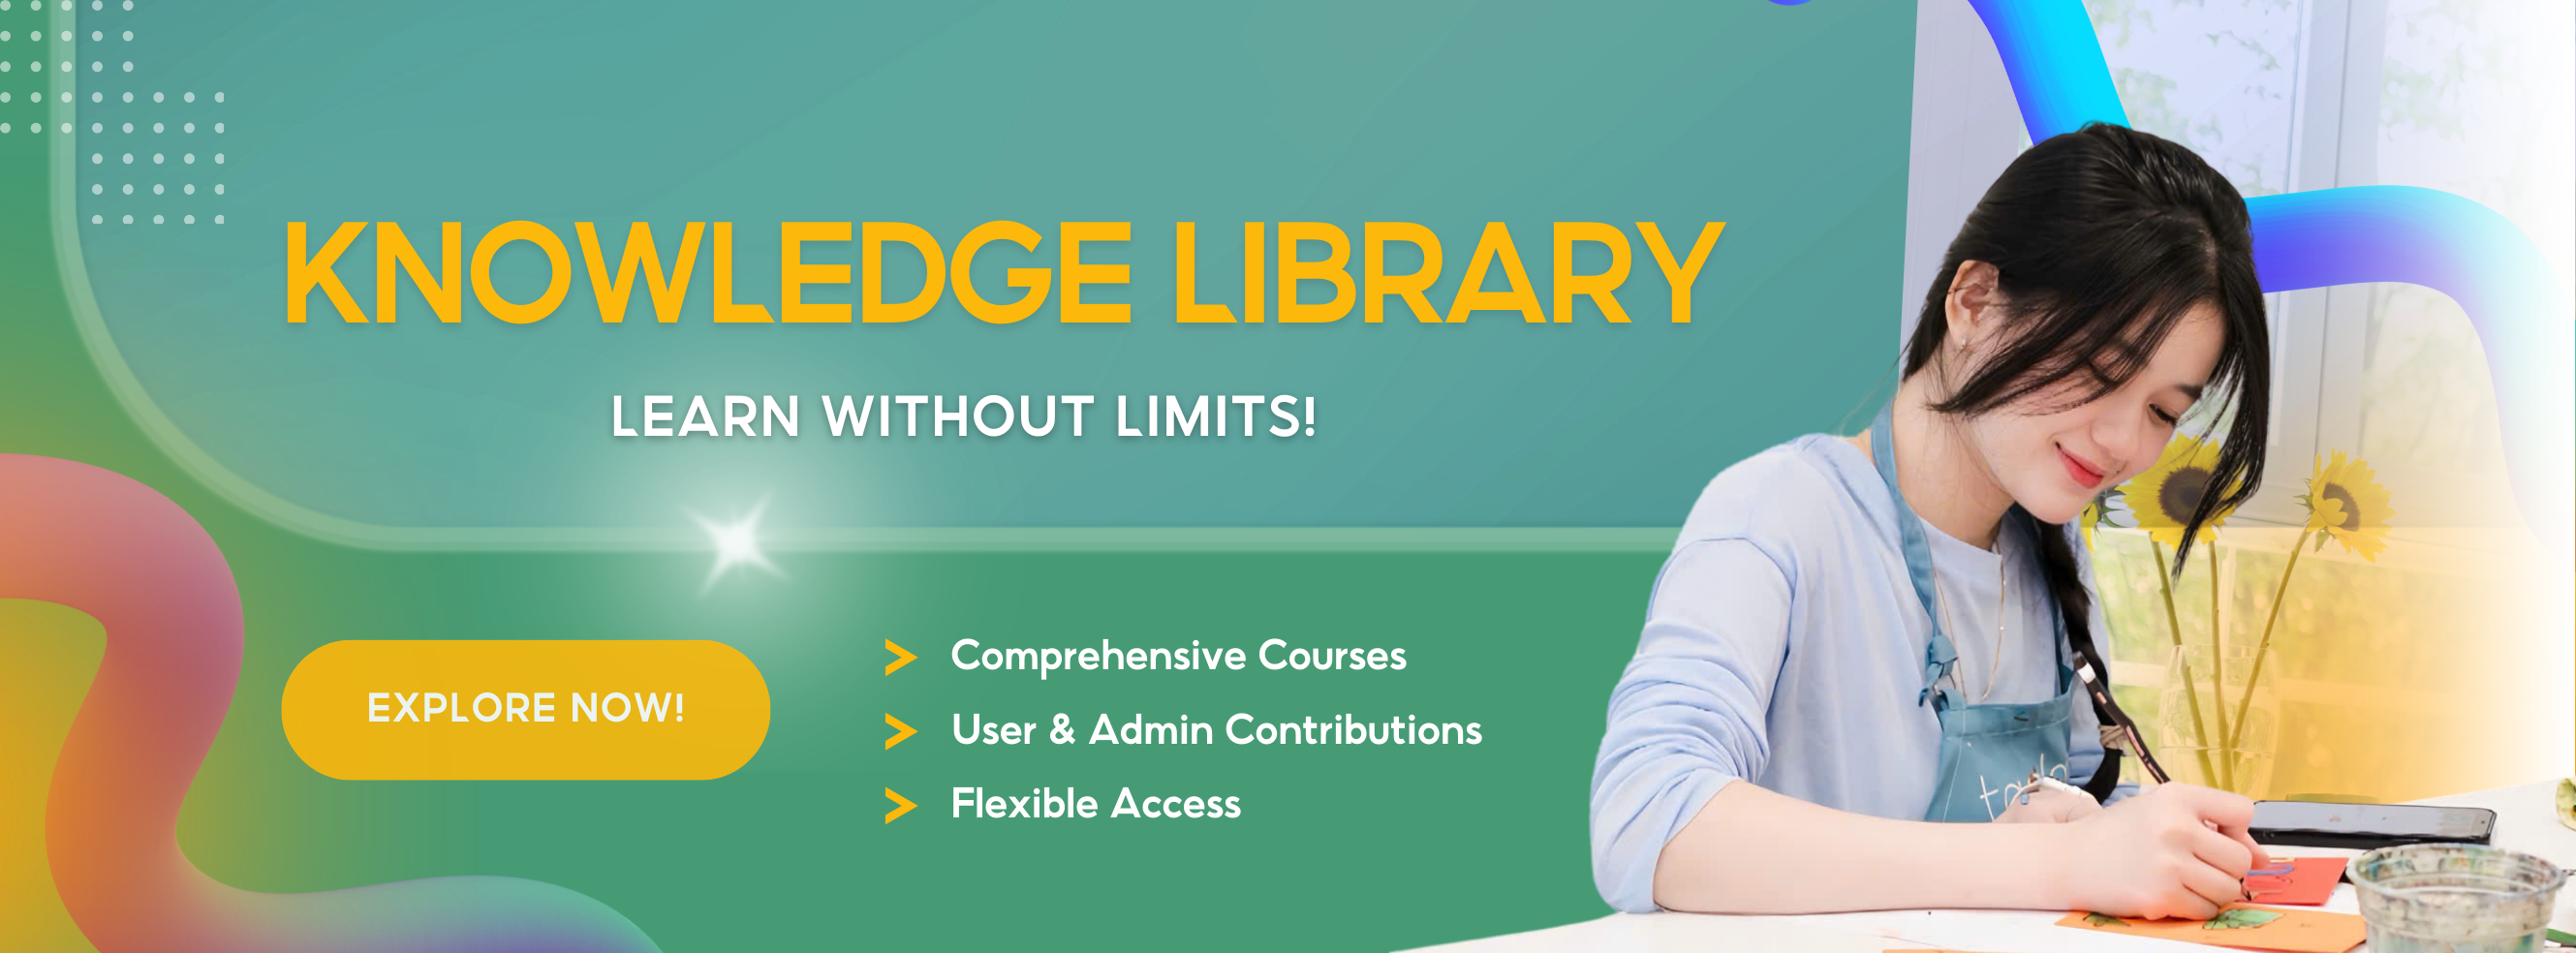 KNOWLEDGE LIBRARY
LEARN WITHOUT LIMITS!
EXPLORE NOW!
Comprehensive Courses
User & Admin Contributions
Flexible Access